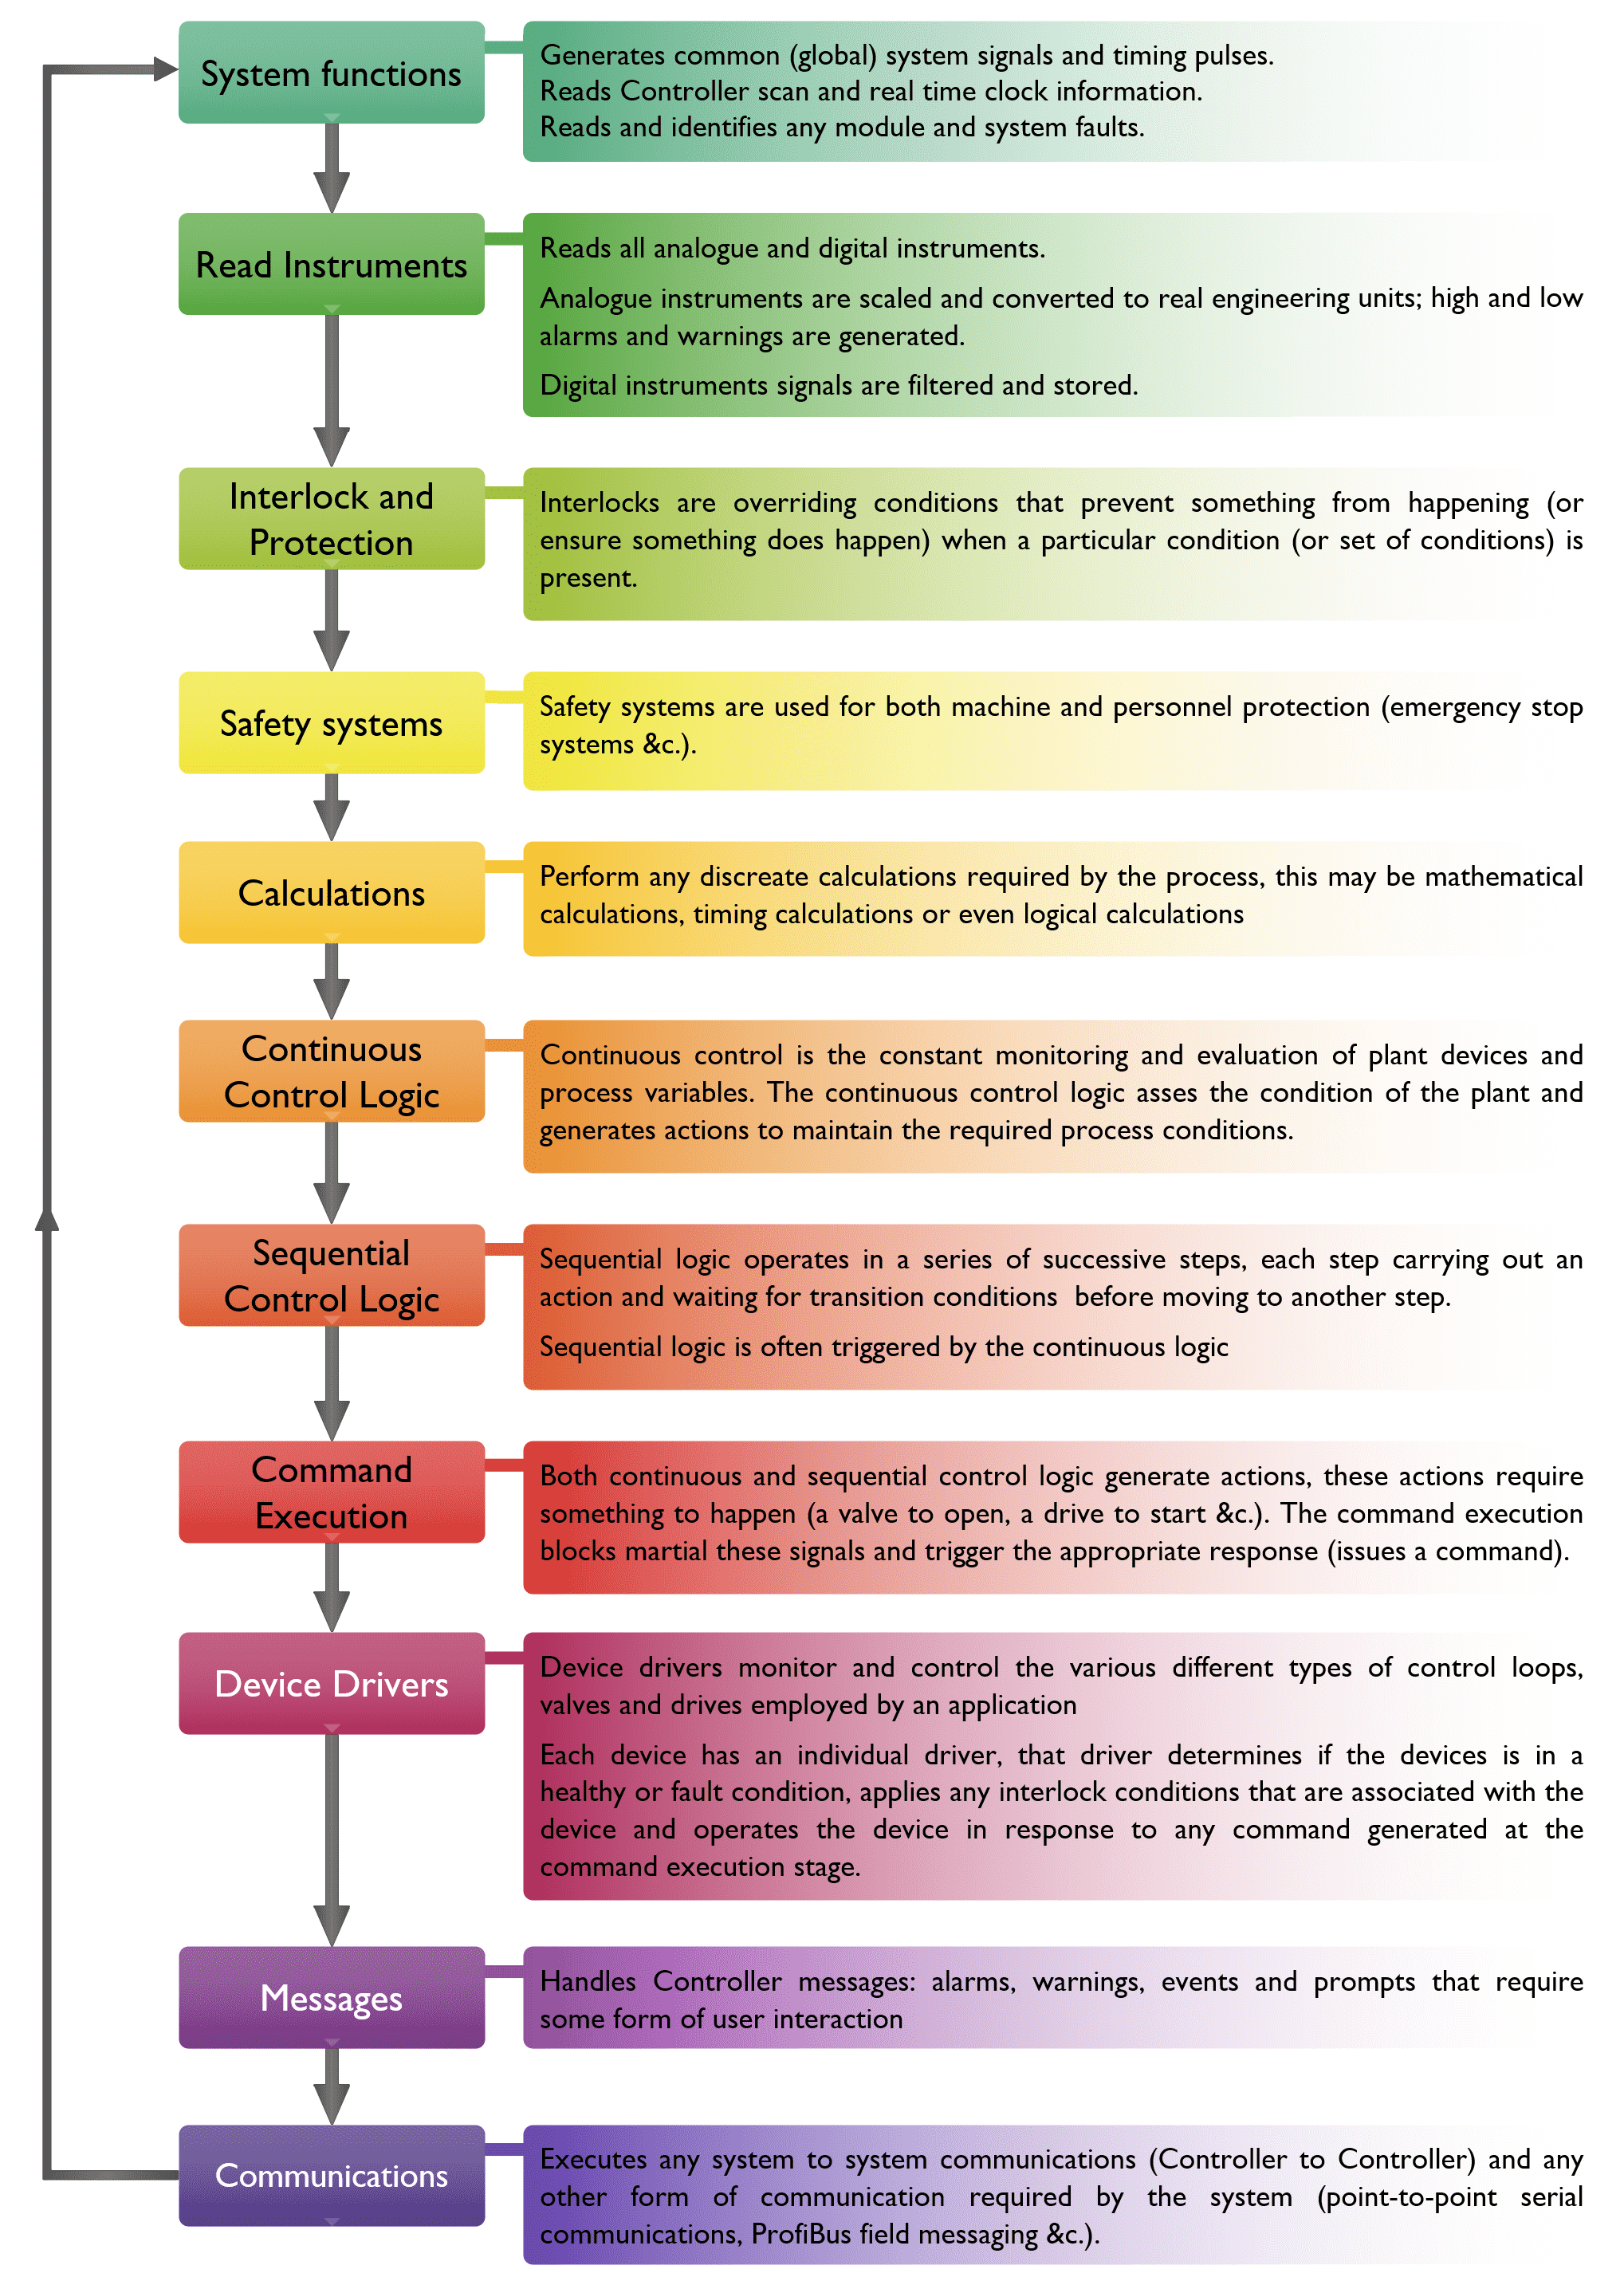 System functions
Generates common (global) system signals and timing pulses.
Reads Controller scan and real time clock information.
Reads and identifies any module and system faults.
Read Instruments
Reads all analogue and digital instruments.
Analogue instruments are scaled and converted to real engineering units; high and low
alarms and warnings are generated.
Digital instruments signals are filtered and stored.
Interlock and
Protection
Interlocks are overriding conditions that prevent something from happening (or
ensure something does happen) when a particular condition (or set of conditions) is
present.
Safety systems
Safety systems are used for both machine and personnel protection (emergency stop
systems &c.).
Calculations
Perform any discreate calculations required by the process, this may be mathematical
calculations, timing calculations or even logical calculations
Continuous
Control Logic
Continuous control is the constant monitoring and evaluation of plant devices and
process variables. The continuous control logic asses the condition of the plant and
generates actions to maintain the required process conditions.
Sequential
Control Logic
Sequential logic operates in a series of successive steps, each step carrying out an
action and waiting for transition conditions  before moving to another step.
Sequential logic is often triggered by the continuous logic
Command
Execution
Both continuous and sequential control logic generate actions, these actions require
something to happen (a valve to open, a drive to start &c.). The command execution
blocks martial these signals and trigger the appropriate response (issues a command).
Device Drivers
Device drivers monitor and control the various different types of control loops,
valves and drives employed by an application
Each device has an individual driver, that driver determines if the devices is in a
healthy or fault condition, applies any interlock conditions that are associated with the
device and operates the device in response to any command generated at the
command execution stage.
Messages
Handles Controller messages: alarms, warnings, events and prompts that require
some form of user interaction
Communications
Executes any system to system communications (Controller to Controller) and any
other form of communication required by the system (point-to-point serial
communications, ProfiBus field messaging &c.).